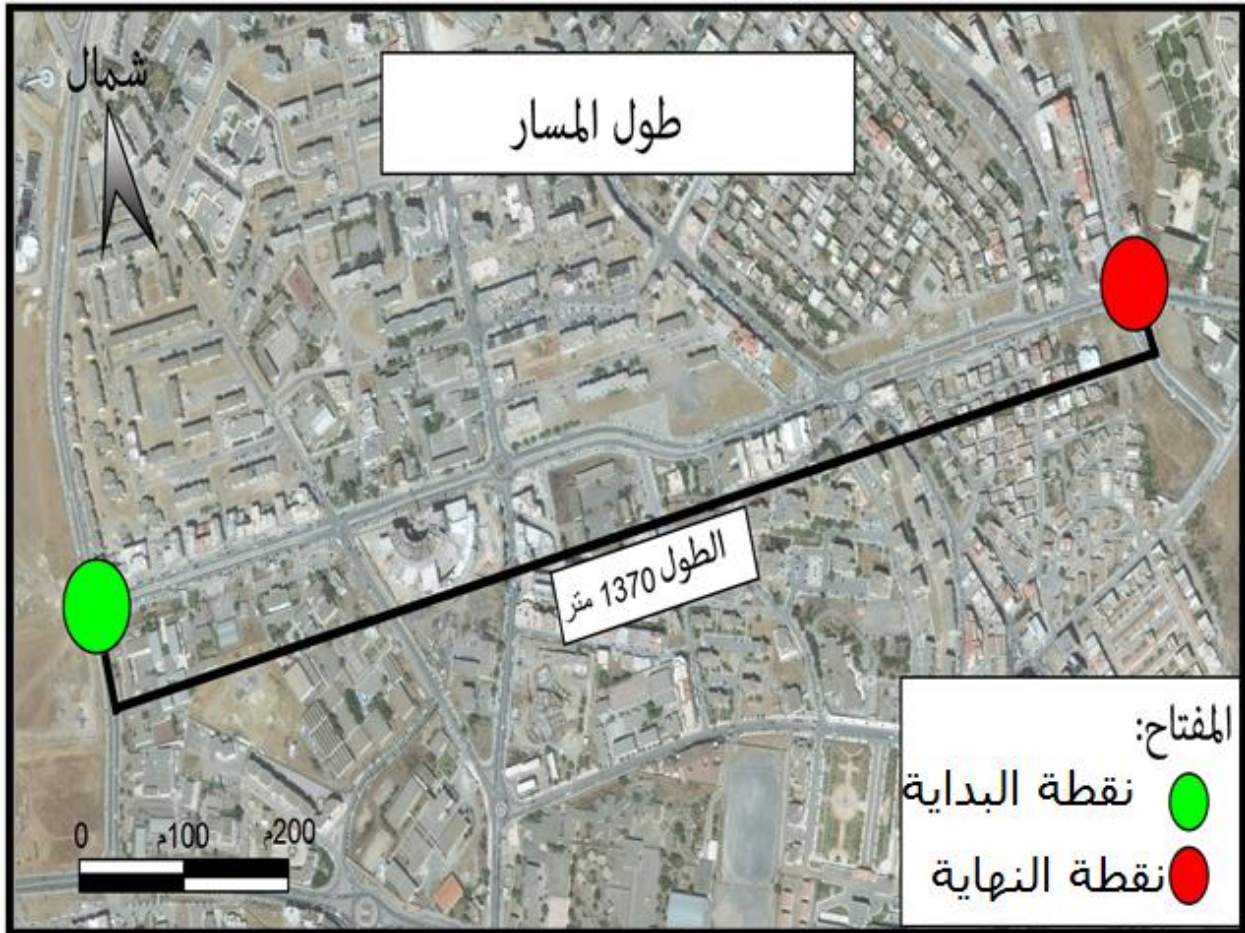 شمال
طول المسار
الطول 1370 متر
المفتاح:
نقطة البداية
نقطة النهاية
0 100م 200م